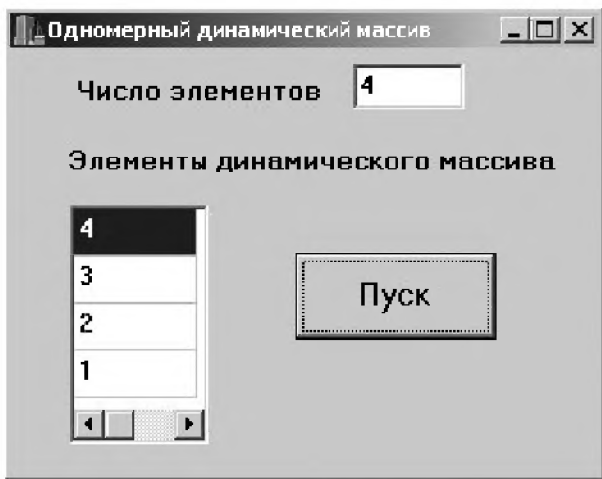 Одномерный динамический массив
Число элементов 4
Элементы динамического массива
4
3
Пуск
2
1